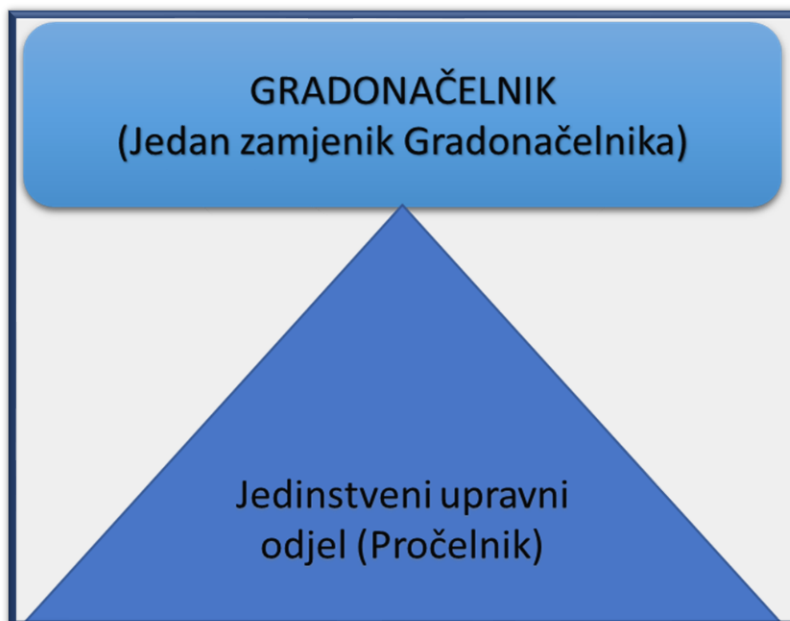 GRADONAČELNIK
(Jedan zamjenik Gradonačelnika)
Jedinstveni upravni
odjel (Pročelnik)